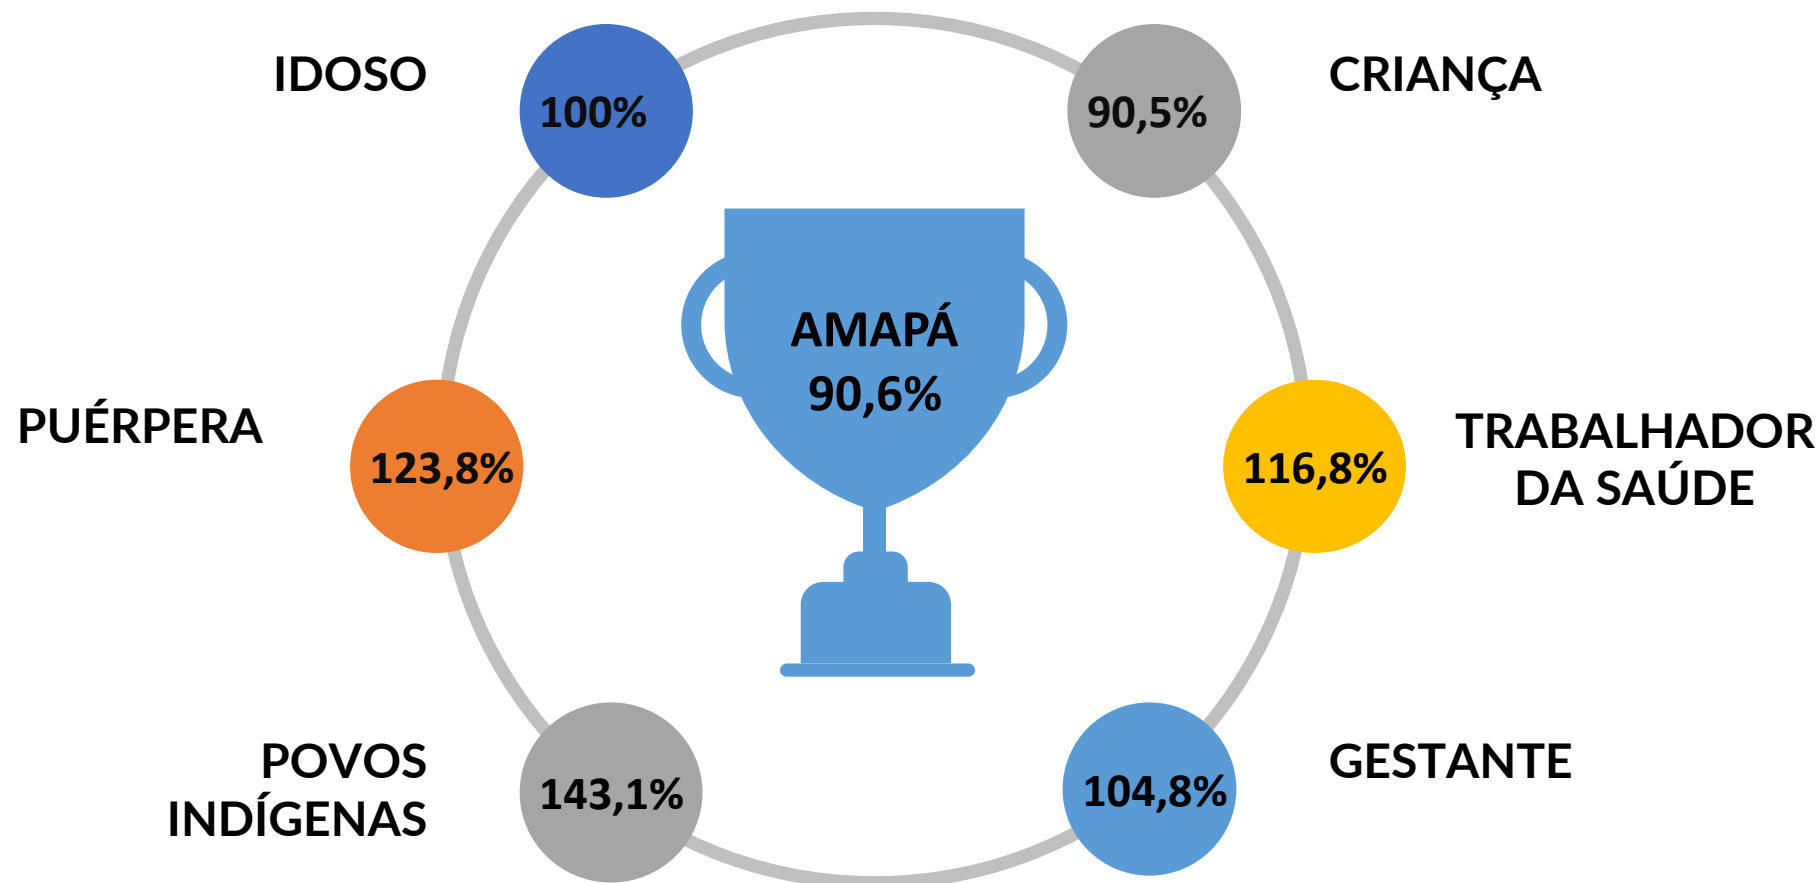 IDOSO
100%
CRIANÇA
90,5%
AMAPÁ
90,6%
PUÉRPERA
123,8%
TRABALHADOR
DA SAÚDE
116,8%
POVOS
INDÍGENAS
143,1%
GESTANTE
104,8%